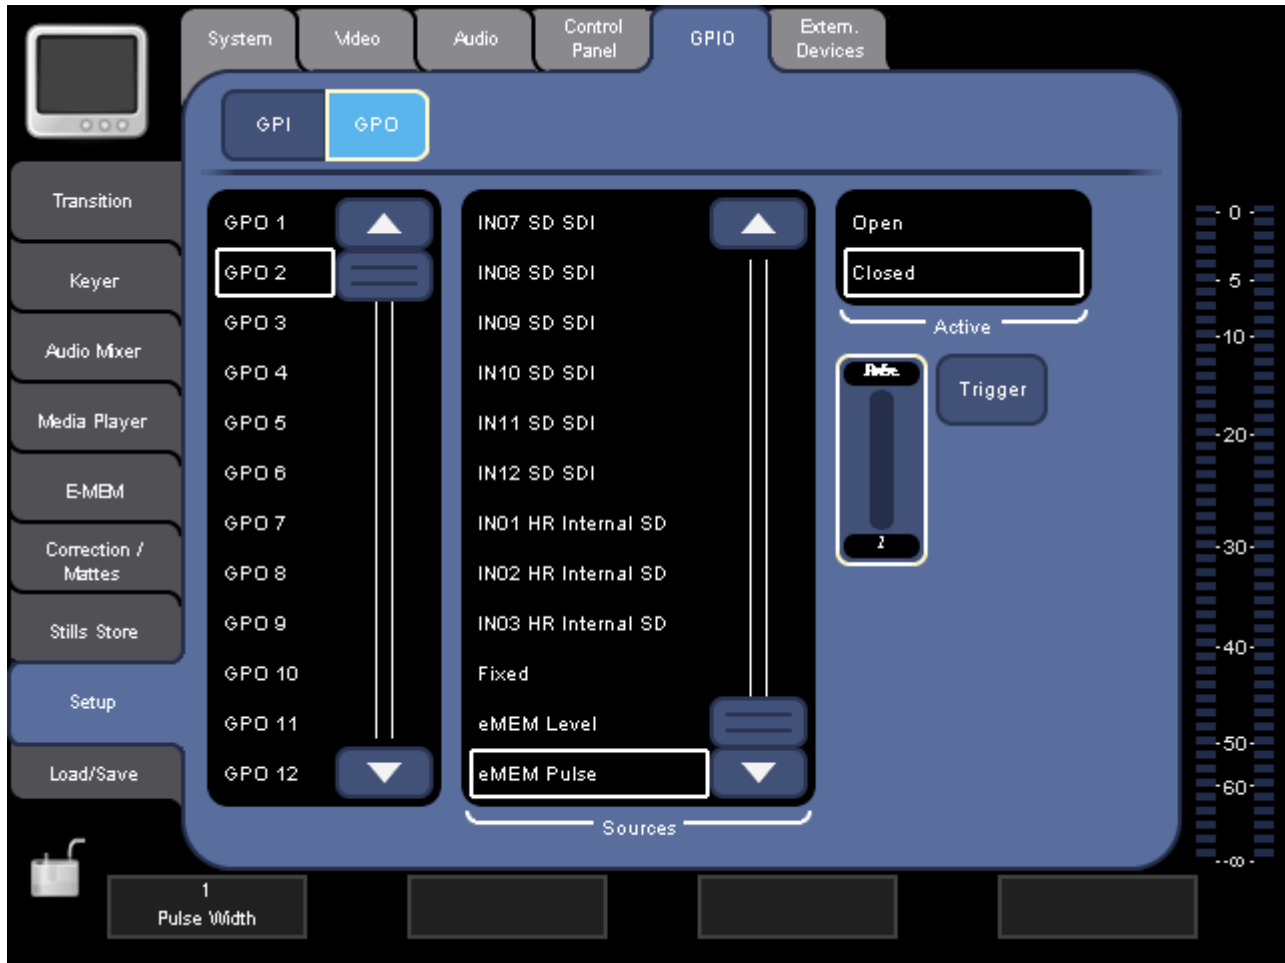 System
Video
Audio
Control
Panel
GPIO
Extern.
Devices
GPI
GPO
Transition
Keyer
Audio Mixer
Media Player
E-MEM
Correction /
Mattes
Stills Store
Setup
Load/Save
GPO 1
GPO 2
GPO 3
GPO 4
GPO 5
GPO 6
GPO 7
GPO 8
GPO 9
GPO 10
GPO 11
GPO 12
IN07 SD SDI
IN08 SD SDI
IN09 SD SDI
IN10 SD SDI
IN11 SD SDI
IN12 SD SDI
IN01 HR Internal SD
IN02 HR Internal SD
IN03 HR Internal SD
Fixed
eMEM Level
eMEM Pulse
Sources
Open
Closed
Active
Pulse
1
Trigger
- 0 -
- 5 -
-10-
-20-
-30-
-40-
-50-
-60-
--∞-
1
Pulse Width